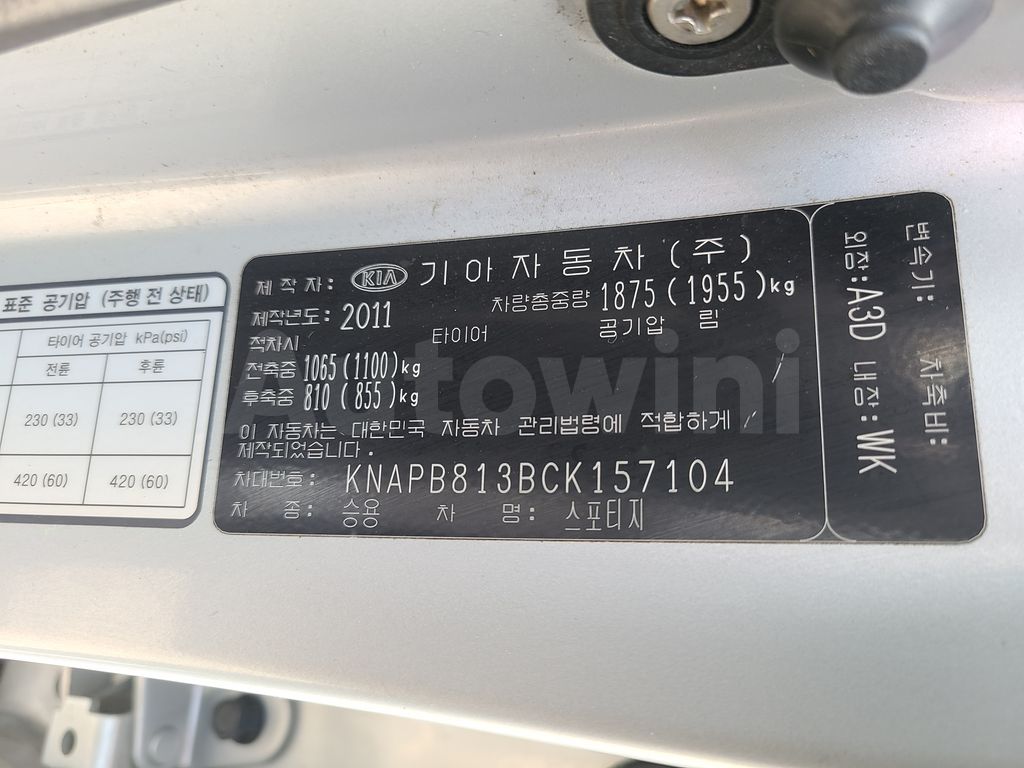 표준 공기압 (주행 전 상태)
타이어 공기압 kPa(psi)
전륜 후륜
230 (33) 230 (33)
420 (60) 420 (60)
제작자: KIA 기아자동차(주)
제작년도: 2011 차량총중량 1875(1955)kg
적차시 타이어 공기압 림
전축중 1065(1100)kg
후축중 810(855)kg
이 자동차는 대한민국 자동차 관리법령에 적합하게
제작되었습니다.
차대번호: KNAPB813BCK157104
차 종: 승용 차 명: 스포티지
변속기: 차축비:
외장:A3D 내장:WK
Autowini